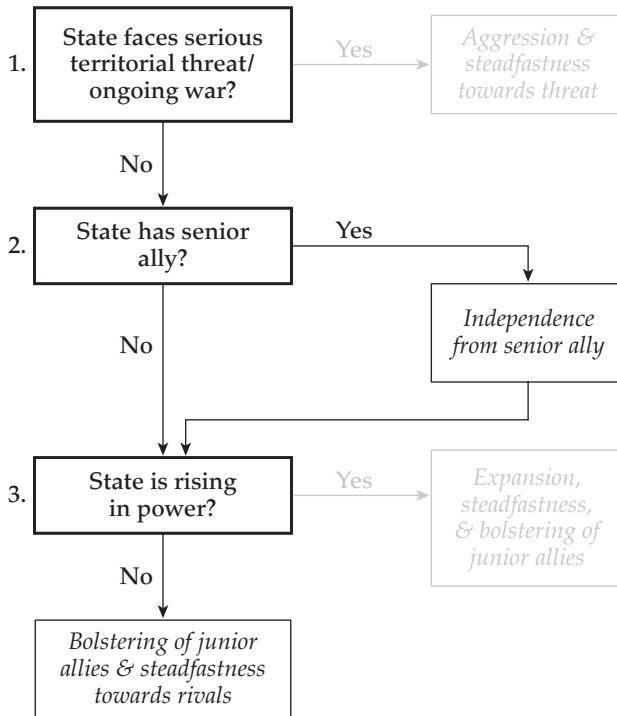 1.
State faces serious
territorial threat/
ongoing war?
Yes
Aggression &
steadfastness
towards threat
No
2.
State has senior
ally?
Yes
Independence
from senior ally
No
3.
State is rising
in power?
Yes
Expansion,
steadfastness,
& bolstering of
junior allies
No
Bolstering of junior
allies & steadfastness
towards rivals